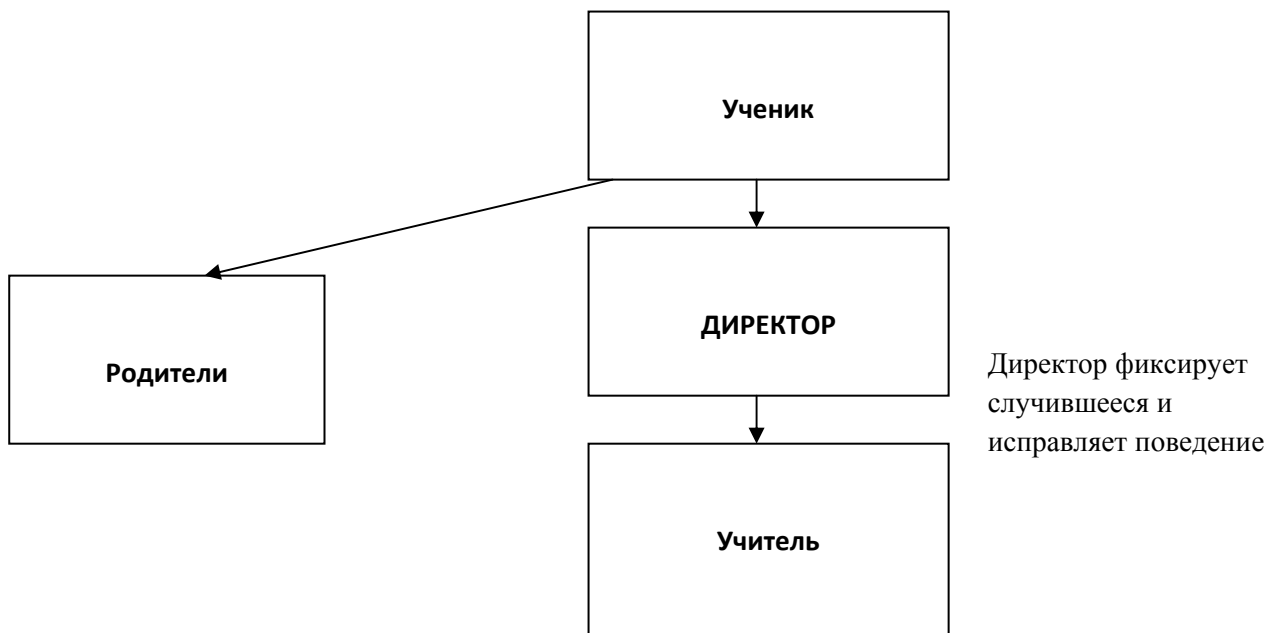 Ученик
ДИРЕКТОР
Родители
Директор фиксирует
случившееся и
исправляет поведение
Учитель